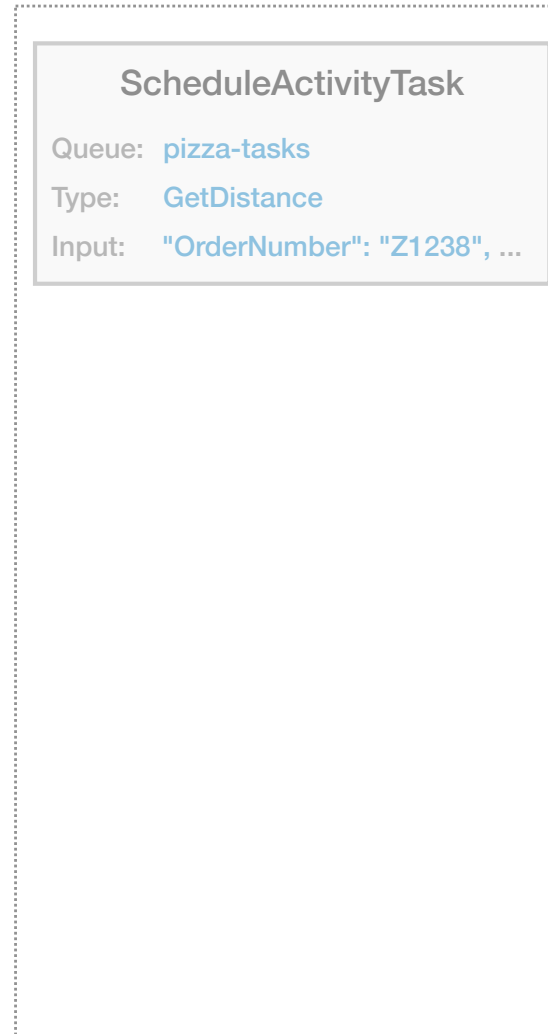 ScheduleActivityTask
Queue: pizza-tasks
Type: GetDistance
Input: "OrderNumber": "Z1238", ...